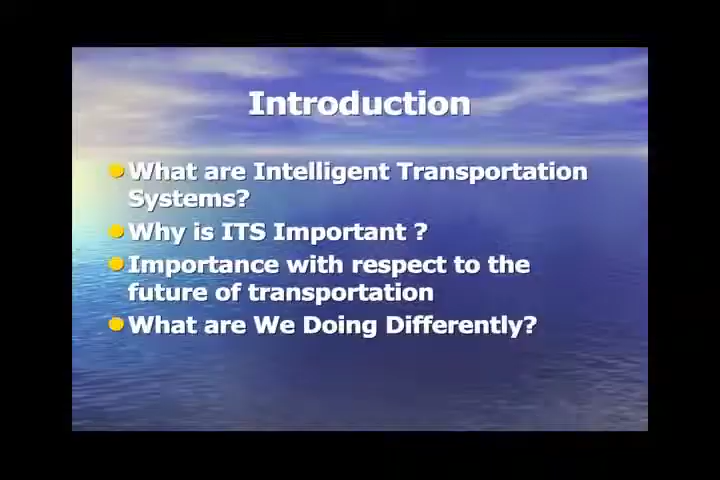 Introduction
What are Intelligent Transportation
Systems?
Why is ITS Important ?
Importance with respect to the
future of transportation
What are We Doing Differently?